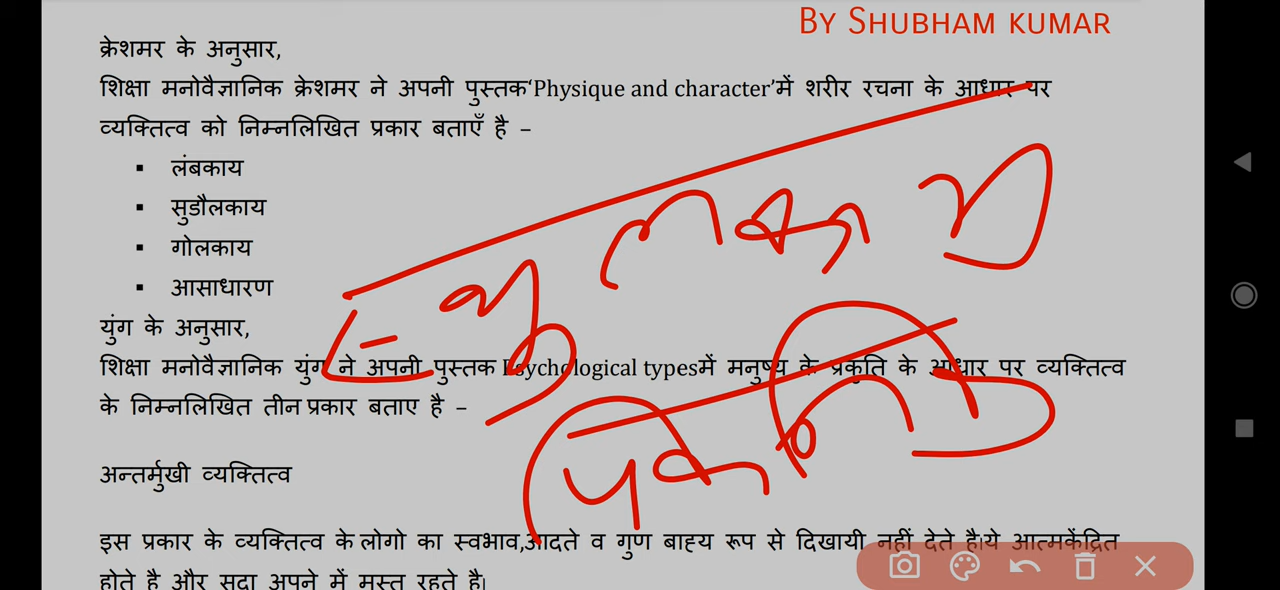 BY SHUBHAM KUMAR
क्रेशमर के अनुसार,
शिक्षा मनोवैज्ञानिक क्रेशमर ने अपनी पुस्तक‘Physique and character’में शरीर रचना के आधार पर
व्यक्तित्व को निम्नलिखित प्रकार बताएँ है –
▪ लंबकाय
▪ सुडौलकाय
▪ गोलकाय
▪ आसाधारण
युंग के अनुसार,
शिक्षा मनोवैज्ञानिक युंग ने अपनी पुस्तक Psychological typesमें मनुष्य के प्रकृति के आधार पर व्यक्तित्व
के निम्नलिखित तीन प्रकार बताए है –
अन्तर्मुखी व्यक्तित्व
इस प्रकार के व्यक्तित्व के लोगो का स्वभाव,आदते व गुण बाह्य रूप से दिखायी नहीं देते है।ये आत्मकेंद्रित
होते है और सदा अपने में मस्त रहते है।